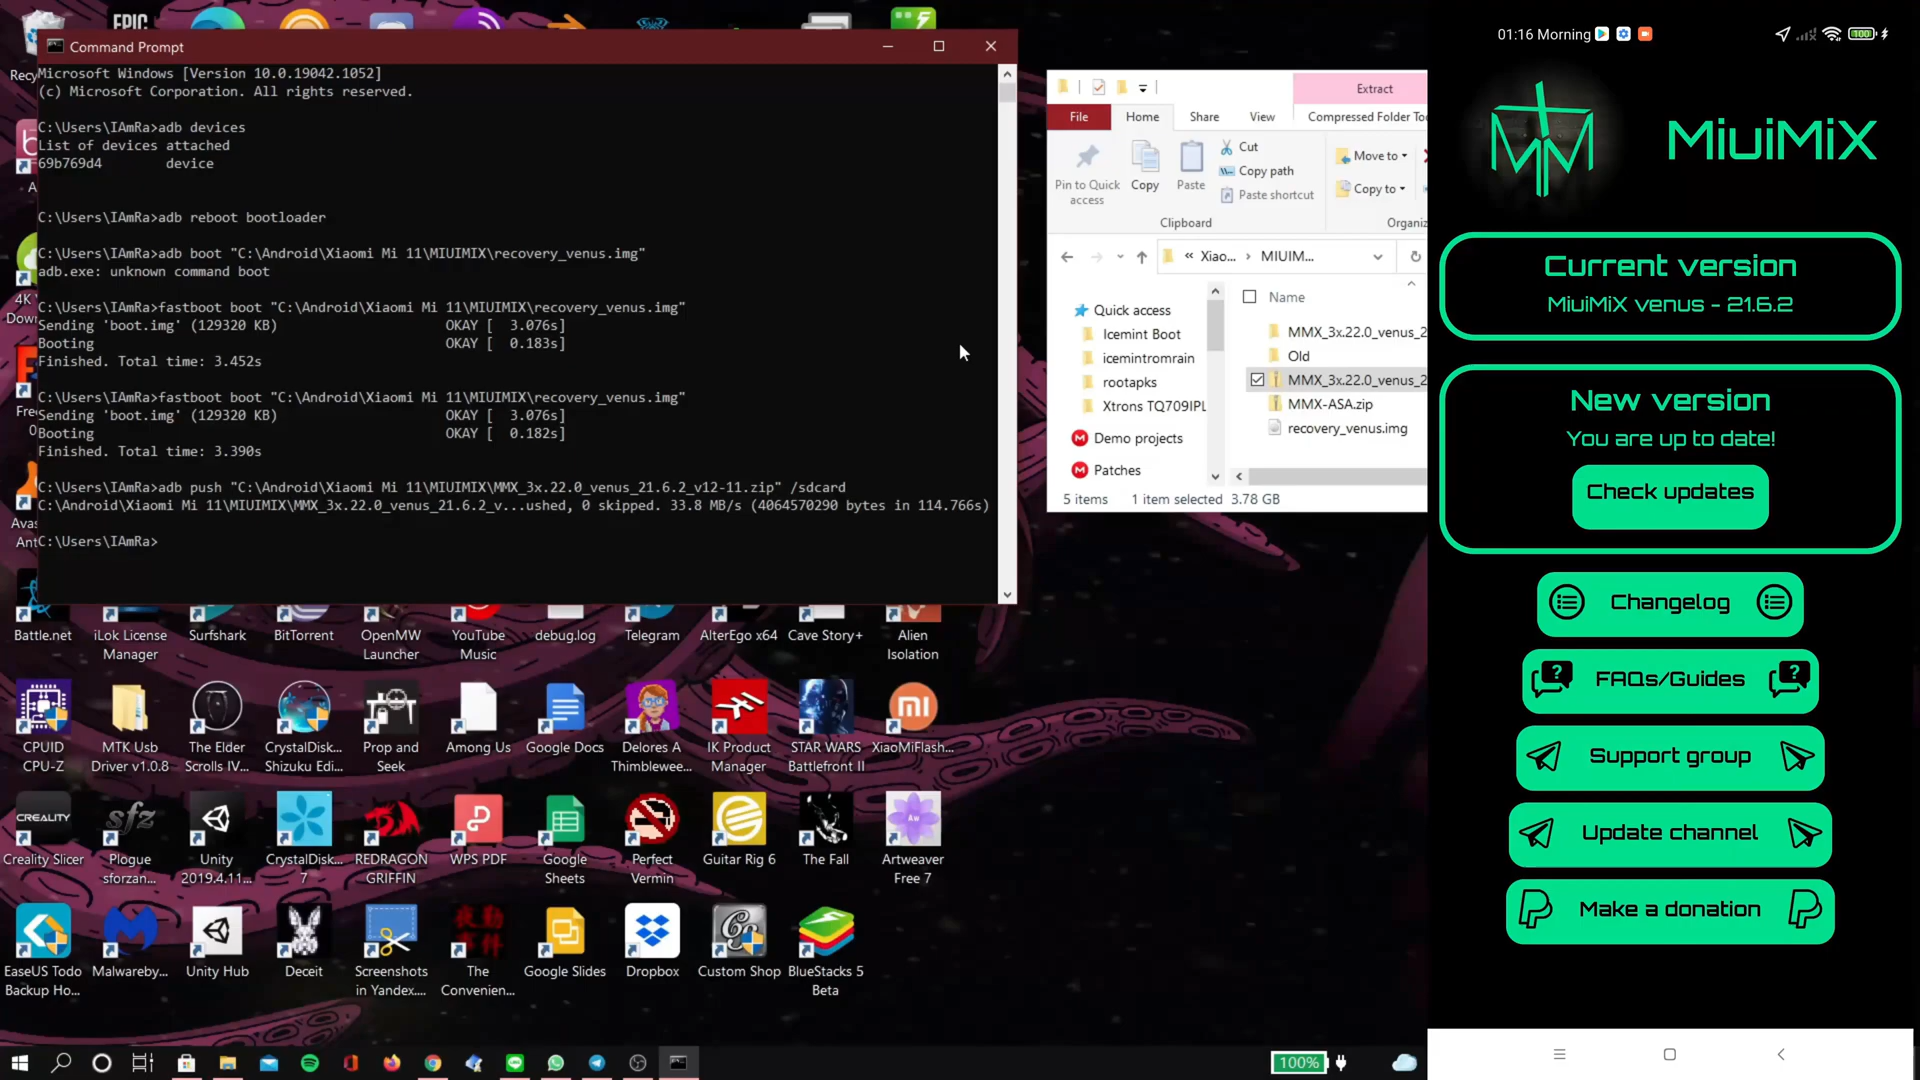 EPIC
Command Prompt
Microsoft Windows [Version 10.0.19042.1052]
(c) Microsoft Corporation. All rights reserved.
C:\Users\IAmRa>adb devices
List of devices attached
69b769d4 device
C:\Users\IAmRa>adb reboot bootloader
C:\Users\IAmRa>adb boot "C:\Android\Xiaomi Mi 11\MIUIMIX\recovery_venus.img"
adb.exe: unknown command boot
C:\Users\IAmRa>fastboot boot "C:\Android\Xiaomi Mi 11\MIUIMIX\recovery_venus.img"
Sending 'boot.img' (129320 KB) OKAY [ 3.076s]
Booting OKAY [ 0.183s]
Finished. Total time: 3.452s
C:\Users\IAmRa>fastboot boot "C:\Android\Xiaomi Mi 11\MIUIMIX\recovery_venus.img"
Sending 'boot.img' (129320 KB) OKAY [ 3.076s]
Booting OKAY [ 0.182s]
Finished. Total time: 3.390s
C:\Users\IAmRa>adb push "C:\Android\Xiaomi Mi 11\MIUIMIX\MMX_3x.22.0_venus_21.6.2_v12-11.zip" /sdcard
C:\Android\Xiaomi Mi 11\MIUIMIX\MMX_3x.22.0_venus_21.6.2_v...ushed, 0 skipped. 33.8 MB/s (4064570290 bytes in 114.766s)
C:\Users\IAmRa>
Recy
4K
Dow
Fre
Avas
Ant
Extract
File Home Share View Compressed Folder Too
Pin to Quick access
Copy
Paste
Cut
Copy path
Paste shortcut
Move to
Copy to
Clipboard
Organiz
« Xiao... › MIUIM...
Name
Quick access
Icemint Boot
icemintromrain
rootapks
Xtrons TQ709IPL
Demo projects
Patches
MMX_3x.22.0_venus_2
Old
MMX_3x.22.0_venus_2
MMX-ASA.zip
recovery_venus.img
5 items 1 item selected 3.78 GB
01:16 Morning
100
MiuiMiX
Current version
MiuiMiX venus - 21.6.2
New version
You are up to date!
Check updates
Changelog
FAQs/Guides
Support group
Update channel
Make a donation
Battle.net
iLok License Manager
Surfshark
BitTorrent
OpenMW Launcher
YouTube Music
debug.log
Telegram
AlterEgo x64
Cave Story+
Alien Isolation
CPUID CPU-Z
MTK Usb Driver v1.0.8
The Elder Scrolls IV...
CrystalDisk... Shizuku Edi...
Prop and Seek
Among Us
Google Docs
Delores A Thimblewee...
IK Product Manager
STAR WARS Battlefront II
XiaoMiFlash...
CREALITY
sfz
Creality Slicer
Plogue sforzan...
Unity 2019.4.11...
CrystalDisk... 7
REDRAGON GRIFFIN
WPS PDF
Google Sheets
Perfect Vermin
Guitar Rig 6
The Fall
Aw
Artweaver Free 7
夜勤事件
EaseUS Todo Backup Ho...
Malwareby...
Unity Hub
Deceit
Screenshots in Yandex....
The Convenien...
Google Slides
Dropbox
Custom Shop
BlueStacks 5 Beta
100%